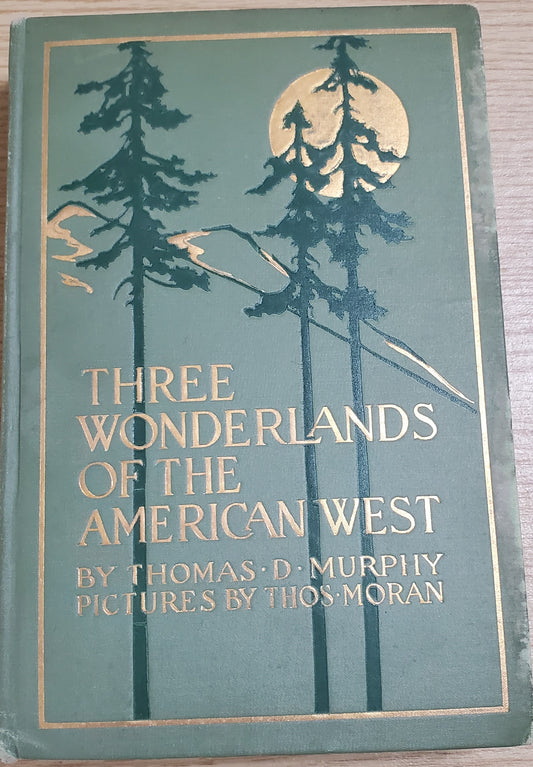 THREE
WONDERLANDS
OF THE
AMERICAN WEST
BY THOMAS·D·MURPHY
PICTURES BY THOS·MORAN